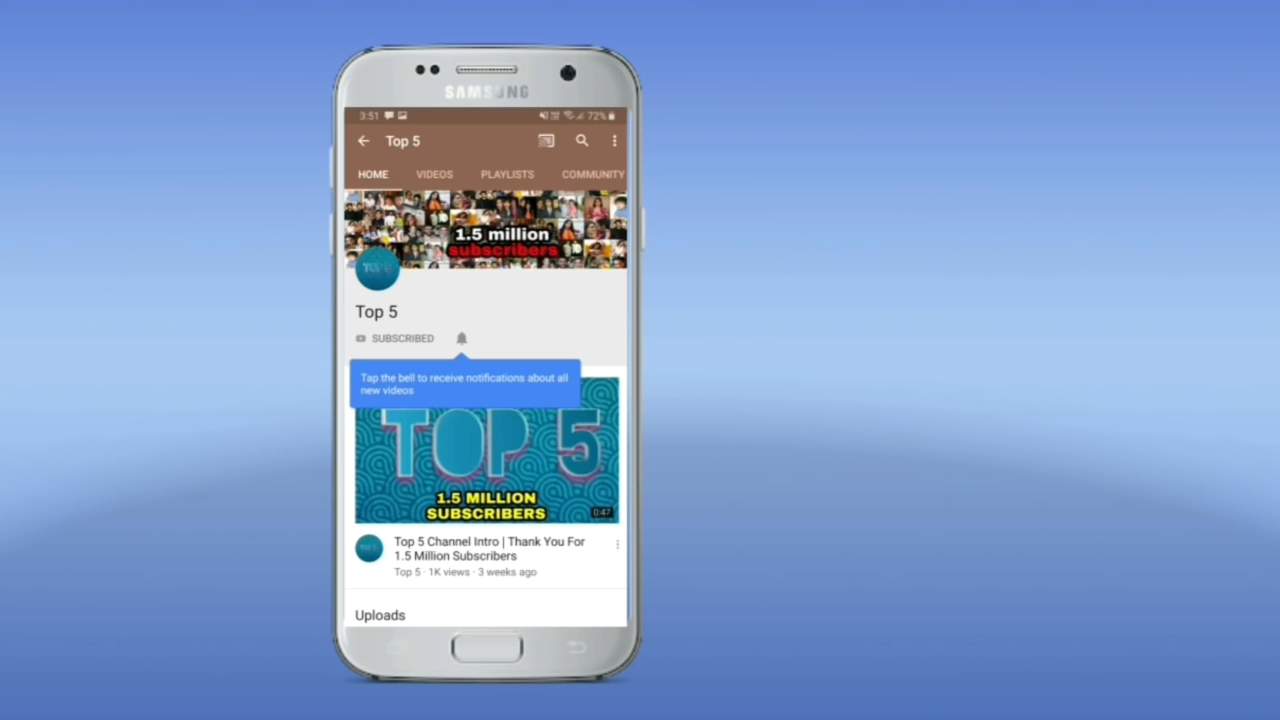 SAMSUNG
3:51 72%
Top 5
HOME VIDEOS PLAYLISTS COMMUNITY
1.5 million
subscribers
TOP 5
Top 5
SUBSCRIBED
Tap the bell to receive notifications about all
new videos
TOP 5
1.5 MILLION
SUBSCRIBERS
0:47
Top 5 Channel Intro | Thank You For
1.5 Million Subscribers
Top 5 · 1K views · 3 weeks ago
Uploads